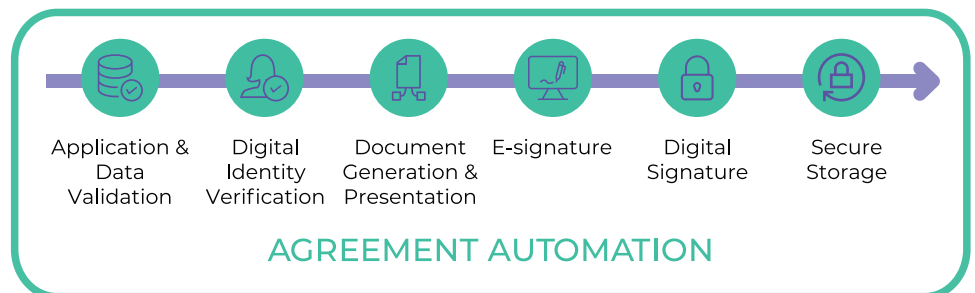 Application &
Data
Validation
Digital
Identity
Verification
Document
Generation &
Presentation
E-signature
Digital
Signature
Secure
Storage
AGREEMENT AUTOMATION